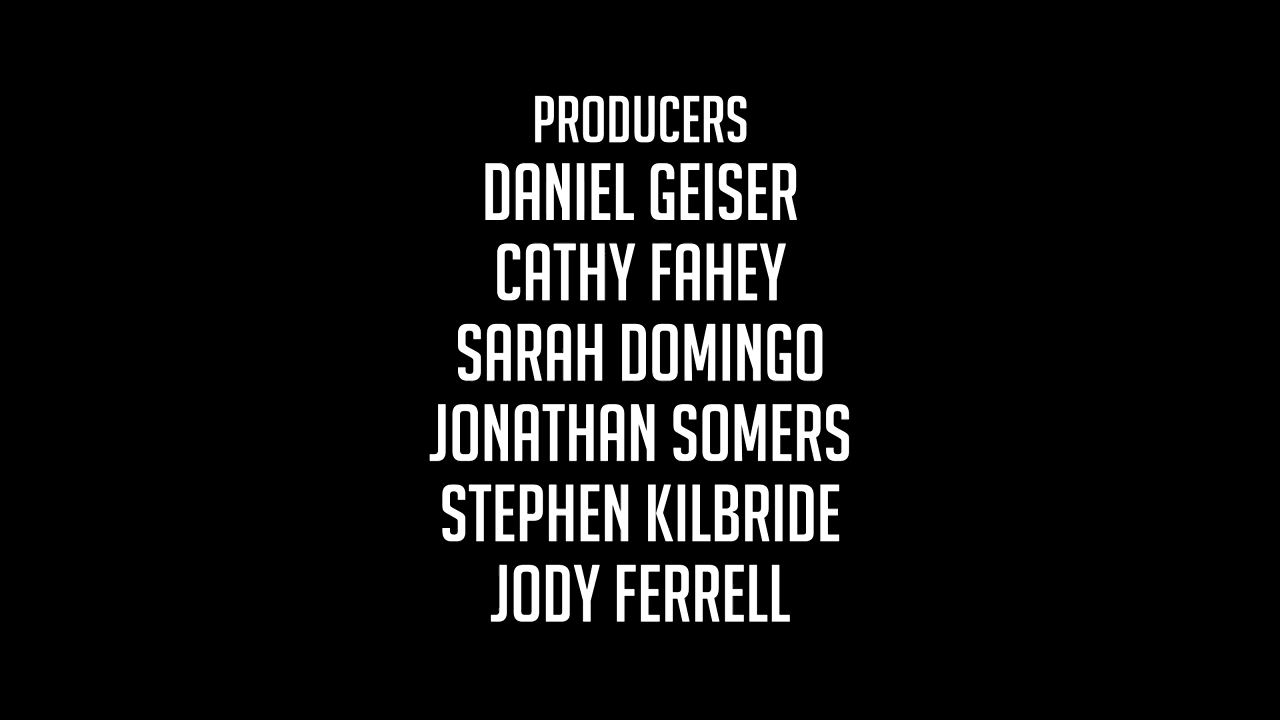 PRODUCERS
DANIEL GEISER
CATHY FAHEY
SARAH DOMINGO
JONATHAN SOMERS
STEPHEN KILBRIDE
JODY FERRELL